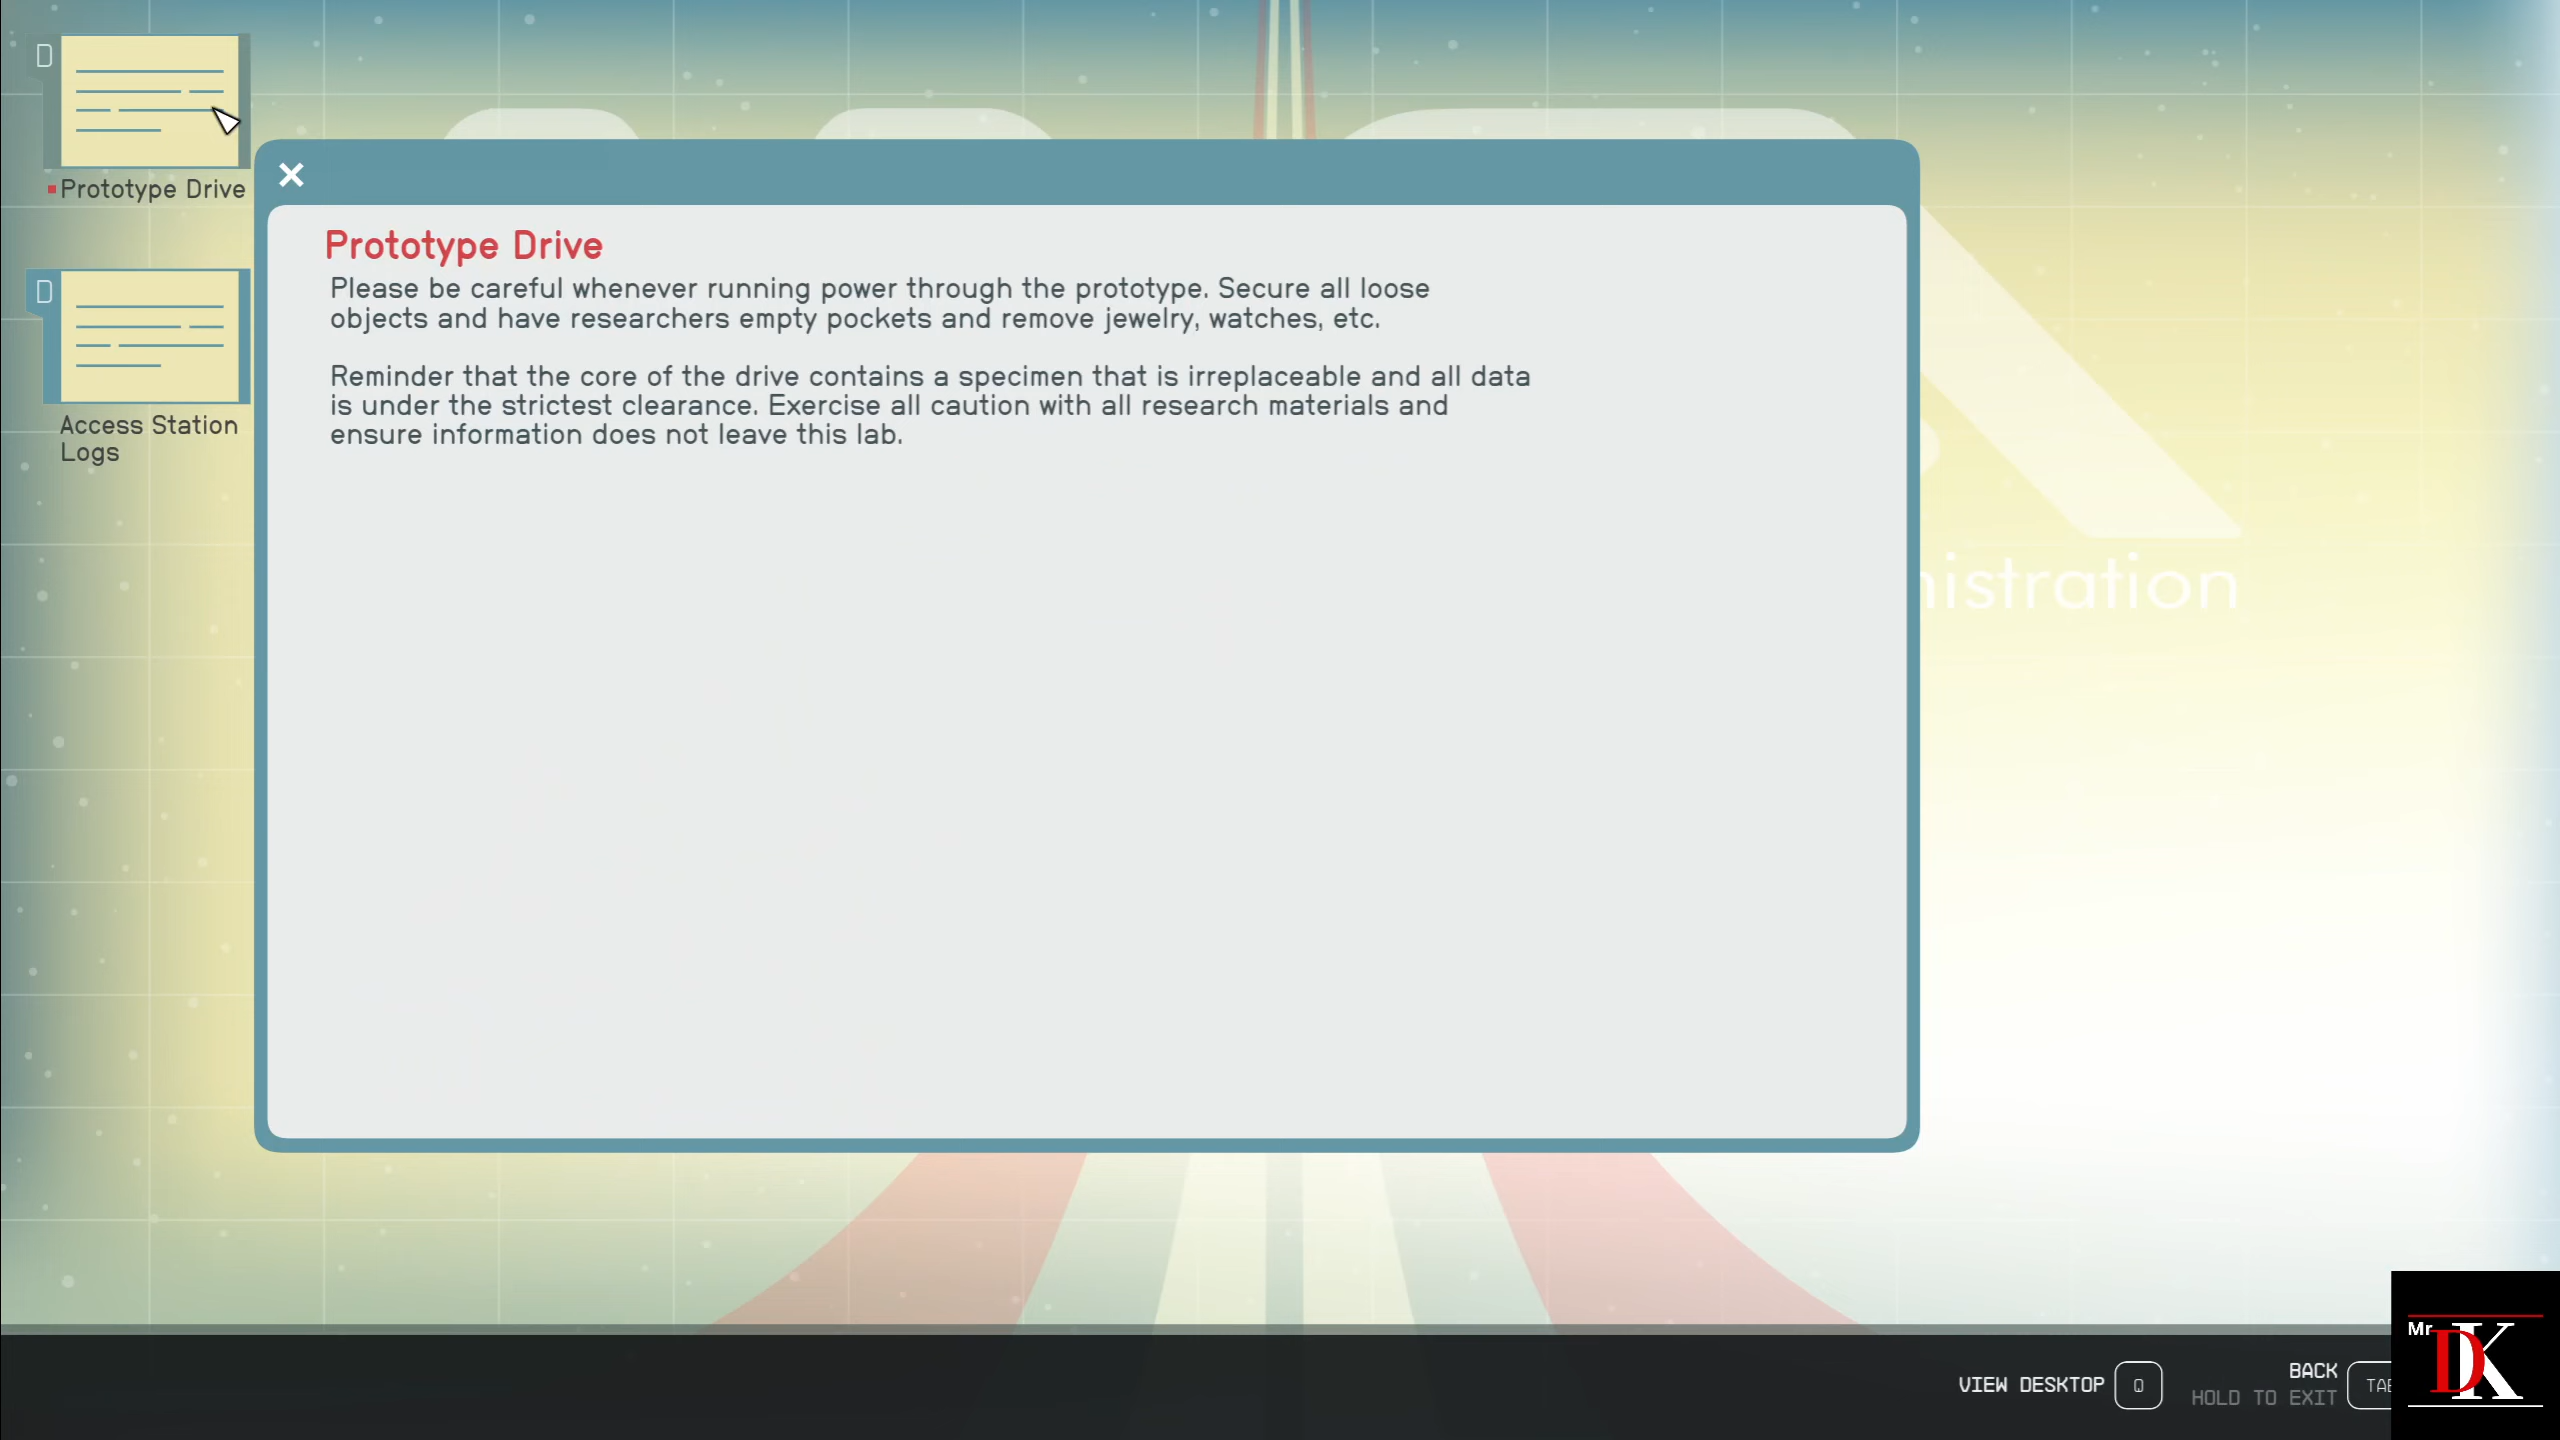 D
Prototype Drive
D
Access Station
Logs
Prototype Drive
Please be careful whenever running power through the prototype. Secure all loose
objects and have researchers empty pockets and remove jewelry, watches, etc.
Reminder that the core of the drive contains a specimen that is irreplaceable and all data
is under the strictest clearance. Exercise all caution with all research materials and
ensure information does not leave this lab.
nistration
VIEW DESKTOP Q
BACK
HOLD TO EXIT
TAB
Mr DK